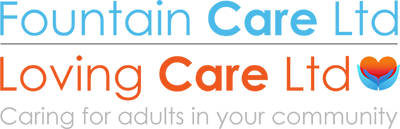 Fountain Care Ltd
Loving Care Ltd
Caring for adults in your community